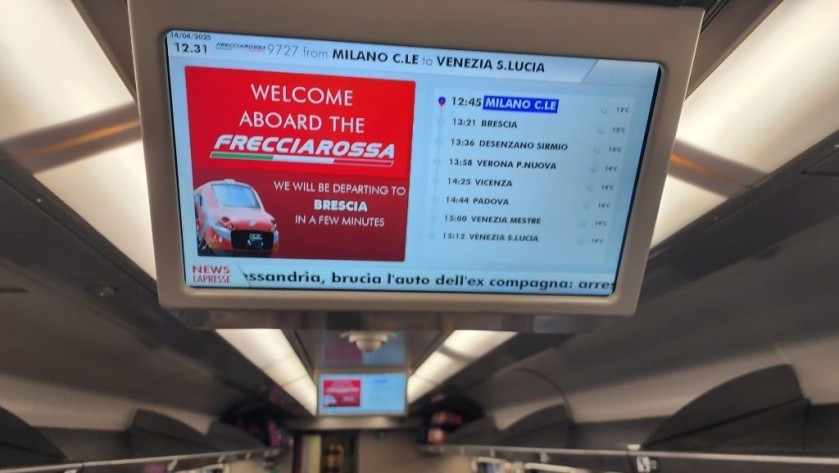 14/04/2025
12.31 FRECCIAROSSA 9727 from MILANO C.LE to VENEZIA S.LUCIA
WELCOME
ABOARD THE
FRECCIAROSSA
WE WILL BE DEPARTING TO
BRESCIA
IN A FEW MINUTES
12:45 MILANO C.LE
13:21 BRESCIA
13:36 DESENZANO SIRMIO
13:58 VERONA P.NUOVA
14:25 VICENZA
14:44 PADOVA
15:00 VENEZIA MESTRE
15:12 VENEZIA S.LUCIA
NEWS
LAPRESSE
ssandria, brucia l'auto dell'ex compagna: arres